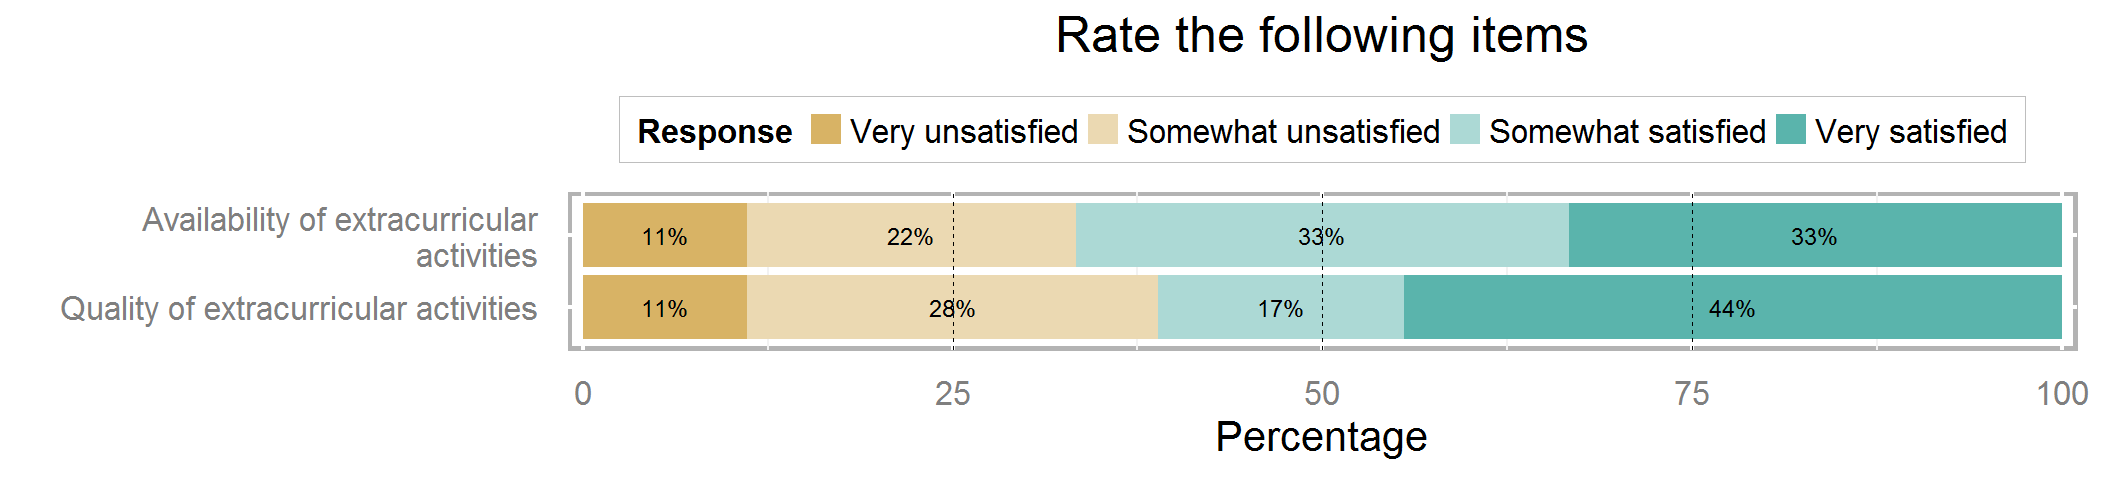 Rate the following items
Response Very unsatisfied Somewhat unsatisfied Somewhat satisfied Very satisfied
Availability of extracurricular
activities
11% 22% 33% 33%
Quality of extracurricular activities
11% 28% 17% 44%
0 25 50 75 100
Percentage